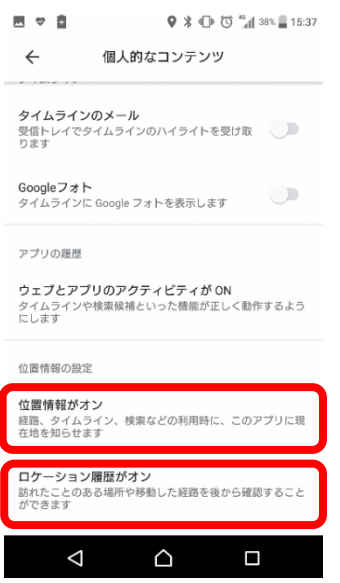 38% 15:37
個人的なコンテンツ
タイムラインのメール
受信トレイでタイムラインのハイライトを受け取
ります
Googleフォト
タイムラインに Google フォトを表示します
アプリの履歴
ウェブとアプリのアクティビティが ON
タイムラインや検索候補といった機能が正しく動作するよう
にします
位置情報の設定
位置情報がオン
経路、タイムライン、検索などの利用時に、このアプリに現
在地を知らせます
ロケーション履歴がオン
訪れたことのある場所や移動した経路を後から確認すること
ができます